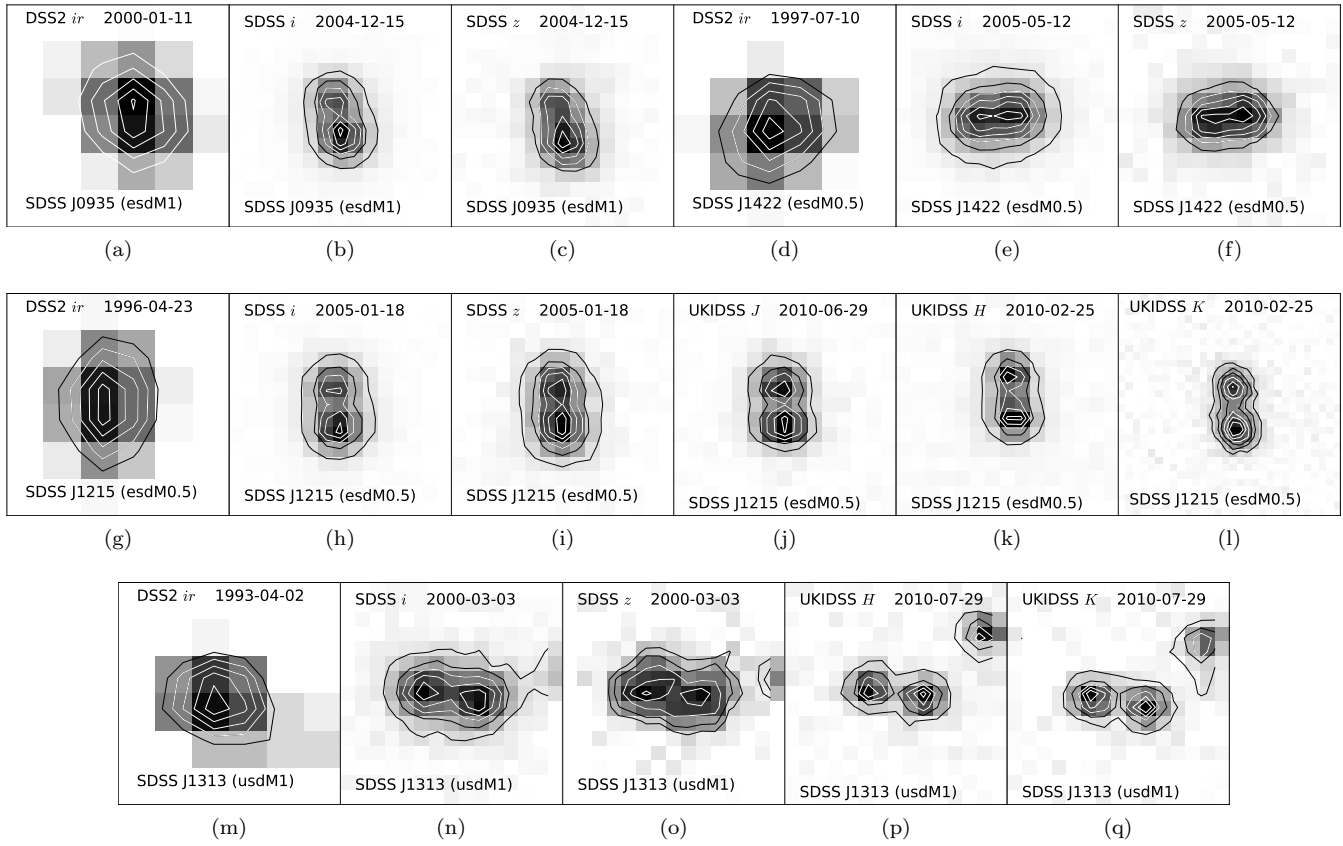 DSS2 ir 2000-01-11
SDSS i 2004-12-15
SDSS z 2004-12-15
DSS2 ir 1997-07-10
SDSS i 2005-05-12
SDSS z 2005-05-12
SDSS J0935 (esdM1)
SDSS J0935 (esdM1)
SDSS J0935 (esdM1)
SDSS J1422 (esdM0.5)
SDSS J1422 (esdM0.5)
SDSS J1422 (esdM0.5)
(a)
(b)
(c)
(d)
(e)
(f)
DSS2 ir 1996-04-23
SDSS i 2005-01-18
SDSS z 2005-01-18
UKIDSS J 2010-06-29
UKIDSS H 2010-02-25
UKIDSS K 2010-02-25
SDSS J1215 (esdM0.5)
SDSS J1215 (esdM0.5)
SDSS J1215 (esdM0.5)
SDSS J1215 (esdM0.5)
SDSS J1215 (esdM0.5)
SDSS J1215 (esdM0.5)
(g)
(h)
(i)
(j)
(k)
(l)
DSS2 ir 1993-04-02
SDSS i 2000-03-03
SDSS z 2000-03-03
UKIDSS H 2010-07-29
UKIDSS K 2010-07-29
SDSS J1313 (usdM1)
SDSS J1313 (usdM1)
SDSS J1313 (usdM1)
SDSS J1313 (usdM1)
SDSS J1313 (usdM1)
(m)
(n)
(o)
(p)
(q)